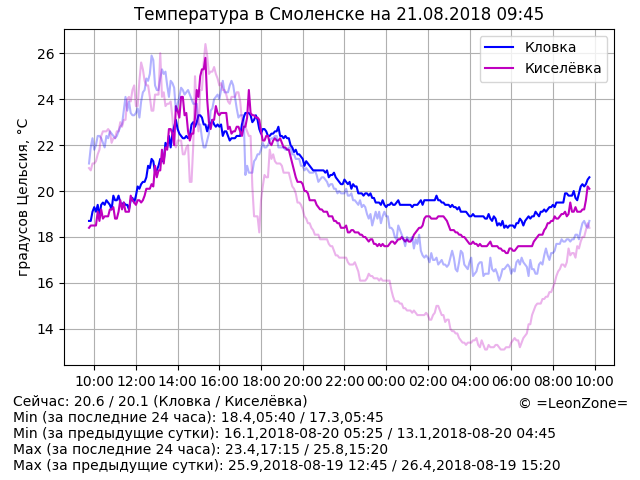 Температура в Смоленске на 21.08.2018 09:45
Кловка
Киселёвка
градусов Цельсия, °C
26
24
22
20
18
16
14
10:00 12:00 14:00 16:00 18:00 20:00 22:00 00:00 02:00 04:00 06:00 08:00 10:00
Сейчас: 20.6 / 20.1 (Кловка / Киселёвка)
© =LeonZone=
Min (за последние 24 часа): 18.4,05:40 / 17.3,05:45
Min (за предыдущие сутки): 16.1,2018-08-20 05:25 / 13.1,2018-08-20 04:45
Max (за последние 24 часа): 23.4,17:15 / 25.8,15:20
Max (за предыдущие сутки): 25.9,2018-08-19 12:45 / 26.4,2018-08-19 15:20